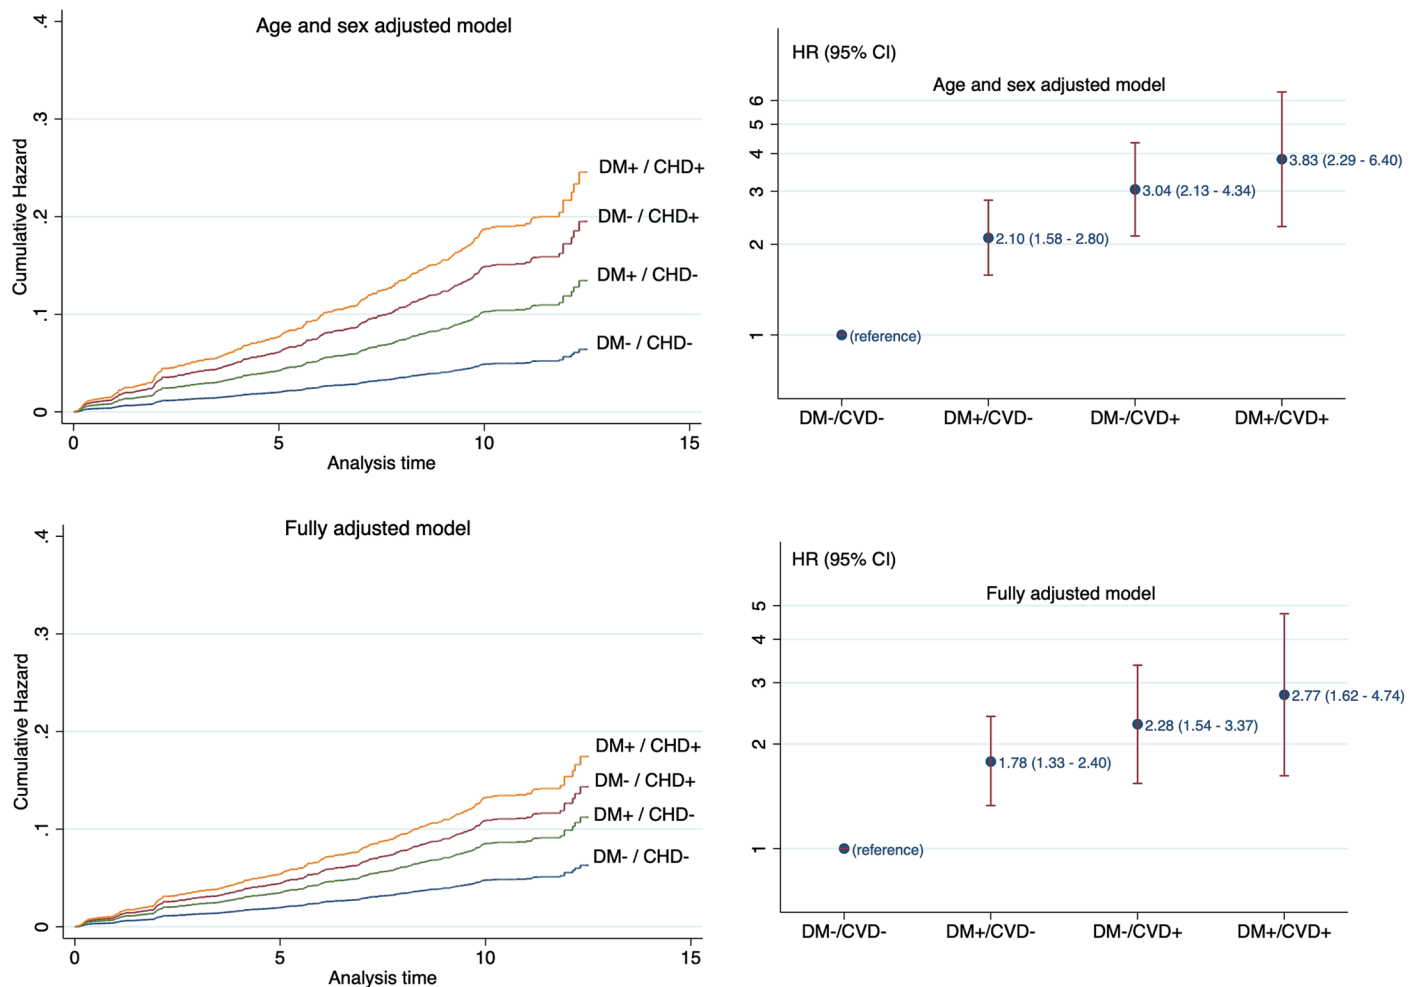 Age and sex adjusted model
Cumulative Hazard
.4
.3
.2
.1
0
DM+ / CHD+
DM- / CHD+
DM+ / CHD-
DM- / CHD-
0 5 10 15
Analysis time
HR (95% CI)
Age and sex adjusted model
6
5
4
3
2
1
3.83 (2.29 - 6.40)
3.04 (2.13 - 4.34)
2.10 (1.58 - 2.80)
(reference)
DM-/CVD- DM+/CVD- DM-/CVD+ DM+/CVD+
Fully adjusted model
Cumulative Hazard
.4
.3
.2
.1
0
DM+ / CHD+
DM- / CHD+
DM+ / CHD-
DM- / CHD-
0 5 10 15
Analysis time
HR (95% CI)
Fully adjusted model
5
4
3
2
1
2.77 (1.62 - 4.74)
2.28 (1.54 - 3.37)
1.78 (1.33 - 2.40)
(reference)
DM-/CVD- DM+/CVD- DM-/CVD+ DM+/CVD+